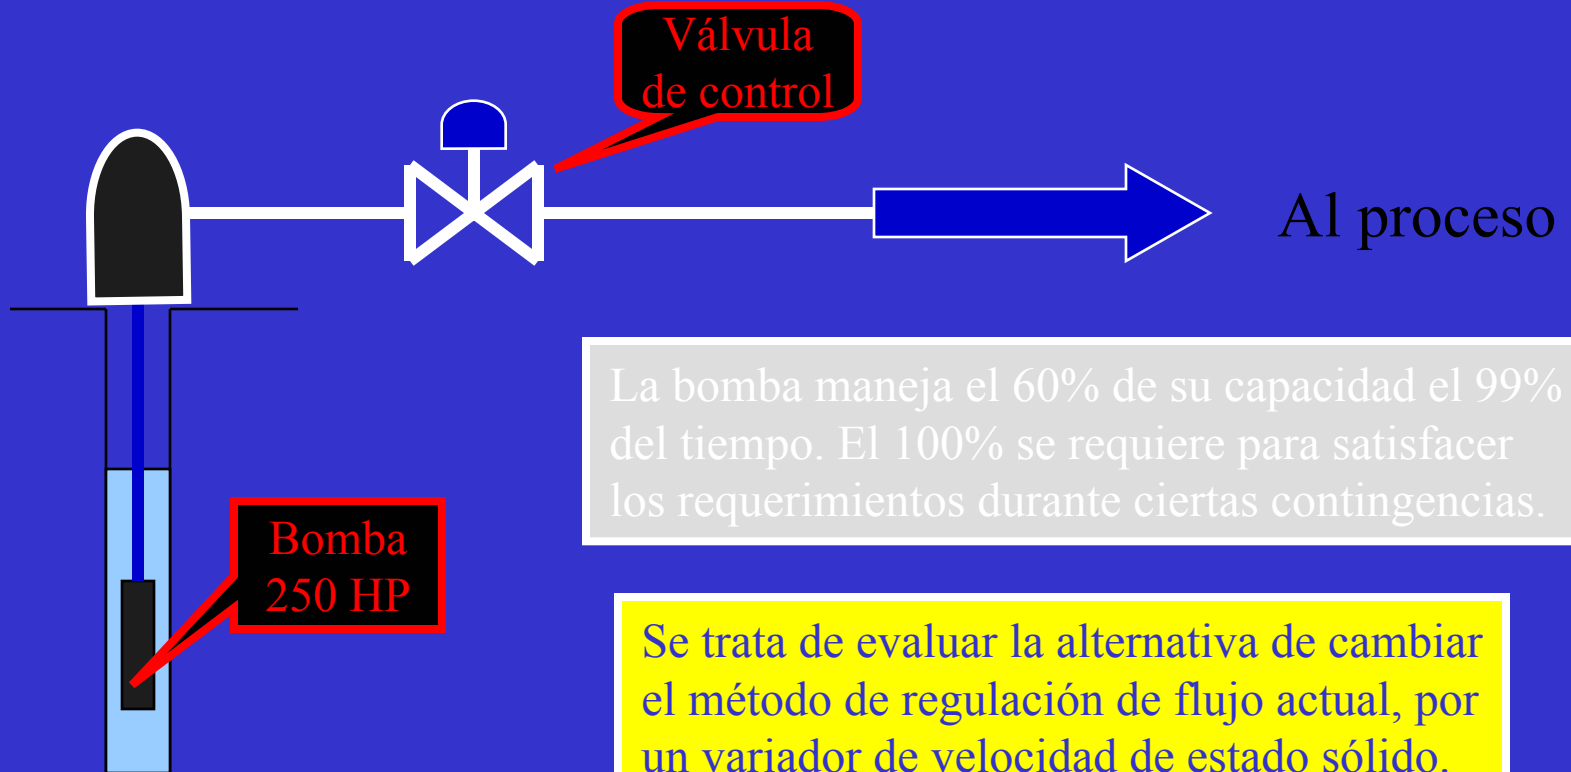 Válvula
de control
Al proceso
La bomba maneja el 60% de su capacidad el 99%
del tiempo. El 100% se requiere para satisfacer
los requerimientos durante ciertas contingencias.
Bomba
250 HP
Se trata de evaluar la alternativa de cambiar
el método de regulación de flujo actual, por
un variador de velocidad de estado sólido.